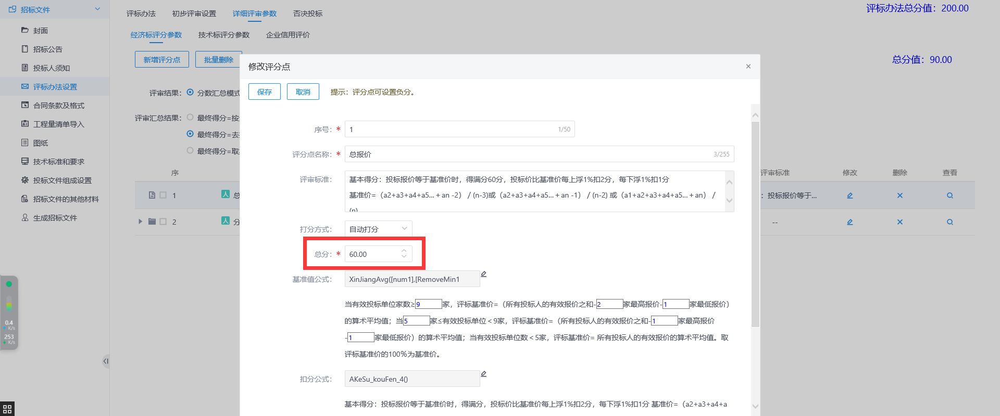 招标文件
封面
招标公告
投标人须知
评标办法设置
合同条款及格式
工程量清单导入
图纸
技术标准和要求
投标文件组成设置
招标文件的其他材料
生成招标文件
0.4
K/s
253
K/s
评标办法 初步评审设置 详细评审参数 否决投标
评标办法总分值：200.00
经济标评分参数 技术标评分参数 企业信用评价
新增评分点 批量删除
总分值：90.00
评审结果： 分数汇总模式
评审汇总结果： 最终得分=按
最终得分=去
最终得分=取
序 评审标准 修改 删除 查看
1 人 总 ：投标报价等于...
2 人 分 --
修改评分点 ×
保存 取消 提示：评分点可设置负分。
序号： * 1 1/50
评分点名称： * 总报价 3/255
评审标准： 基本得分：投标报价等于基准价时，得满分60分，投标价比基准价每上浮1%扣2分，每下浮1%扣1分
基准价=（a2+a3+a4+a5...＋an -2） / (n-3)或（a2+a3+a4+a5...＋an -1） / (n-2) 或（a1+a2+a3+a4+a5...＋an） /
(n)
打分方式： 自动打分
总分： * 60.00
基准值公式： XinJiangAvg([num1],[RemoveMin1
当有效投标单位家数≥9家，评标基准价=（所有投标人的有效报价之和-2家最高报价-1家最低报价）
的算术平均值；当5家≤有效投标单位＜9家，评标基准价=（所有投标人的有效报价之和-1家最高报价
-1家最低报价）的算术平均值；当有效投标单位数＜5家，评标基准价= 所有投标人的有效报价的算术平均值。取
评标基准价的100%为基准价。
扣分公式： AKeSu_kouFen_4()
基本得分：投标报价等于基准价时，得满分，投标价比基准价每上浮1%扣2分，每下浮1%扣1分 基准价=（a2+a3+a4+a